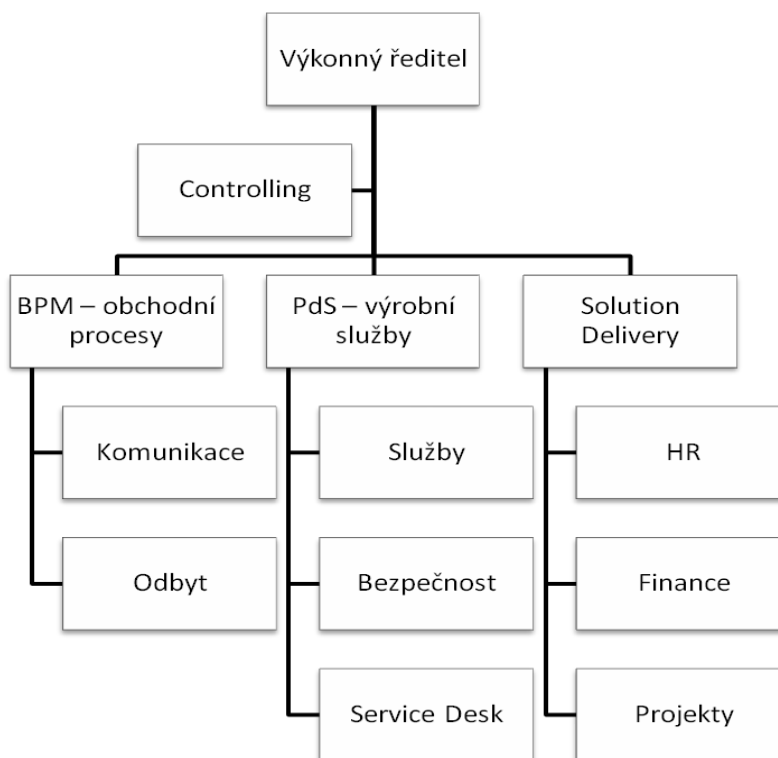 Výkonný ředitel
Controlling
BPM – obchodní
procesy
PdS – výrobní
služby
Solution
Delivery
Komunikace
Služby
HR
Odbyt
Bezpečnost
Finance
Service Desk
Projekty